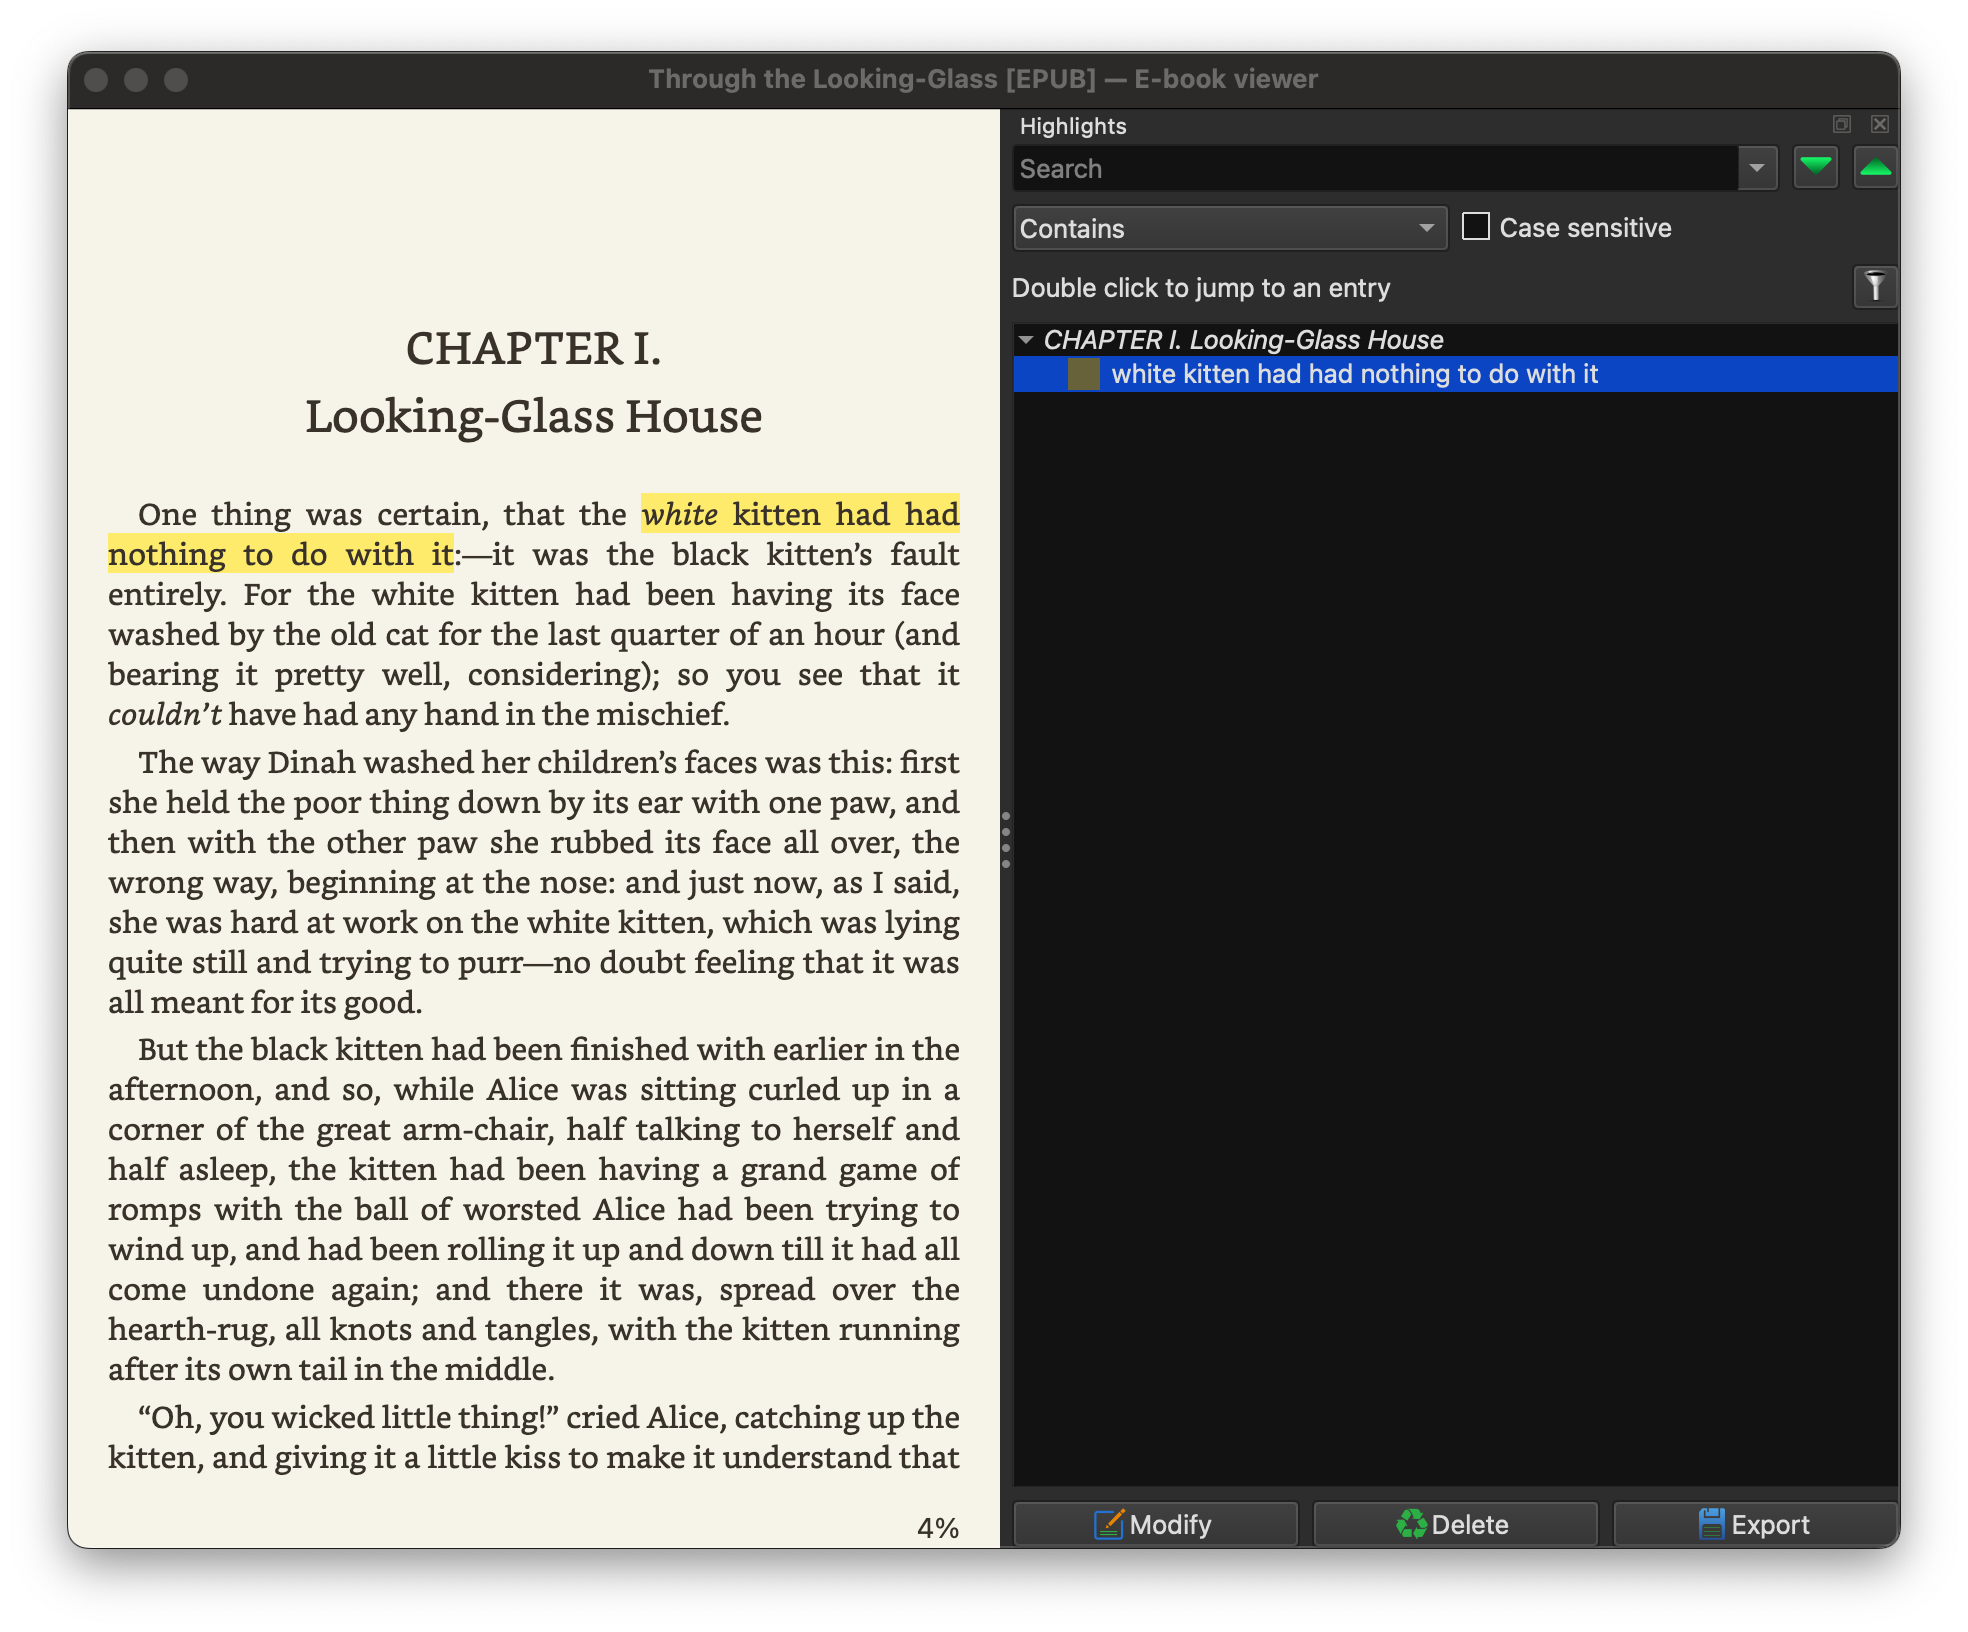 Through the Looking-Glass [EPUB] — E-book viewer
CHAPTER I.
Looking-Glass House
One thing was certain, that the white kitten had had
nothing to do with it:—it was the black kitten’s fault
entirely. For the white kitten had been having its face
washed by the old cat for the last quarter of an hour (and
bearing it pretty well, considering); so you see that it
couldn’t have had any hand in the mischief.
The way Dinah washed her children’s faces was this: first
she held the poor thing down by its ear with one paw, and
then with the other paw she rubbed its face all over, the
wrong way, beginning at the nose: and just now, as I said,
she was hard at work on the white kitten, which was lying
quite still and trying to purr—no doubt feeling that it was
all meant for its good.
But the black kitten had been finished with earlier in the
afternoon, and so, while Alice was sitting curled up in a
corner of the great arm-chair, half talking to herself and
half asleep, the kitten had been having a grand game of
romps with the ball of worsted Alice had been trying to
wind up, and had been rolling it up and down till it had all
come undone again; and there it was, spread over the
hearth-rug, all knots and tangles, with the kitten running
after its own tail in the middle.
“Oh, you wicked little thing!” cried Alice, catching up the
kitten, and giving it a little kiss to make it understand that
4%
Highlights
Search
Contains
Case sensitive
Double click to jump to an entry
CHAPTER I. Looking-Glass House
white kitten had had nothing to do with it
Modify
Delete
Export